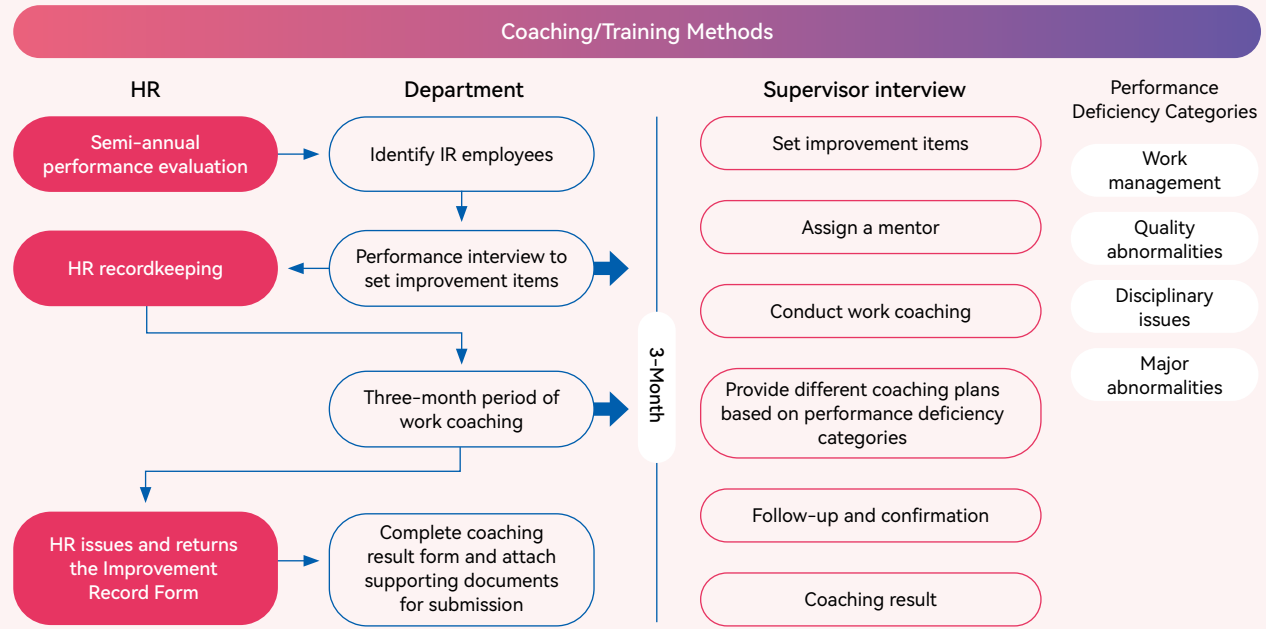 Coaching/Training Methods
HR
Department
Supervisor interview
Performance
Deficiency Categories
Semi-annual
performance evaluation
Identify IR employees
HR recordkeeping
Performance interview to
set improvement items
Three-month period of
work coaching
HR issues and returns
the Improvement
Record Form
Complete coaching
result form and attach
supporting documents
for submission
3-Month
Set improvement items
Assign a mentor
Conduct work coaching
Provide different coaching plans
based on performance deficiency
categories
Follow-up and confirmation
Coaching result
Work
management
Quality
abnormalities
Disciplinary
issues
Major
abnormalities